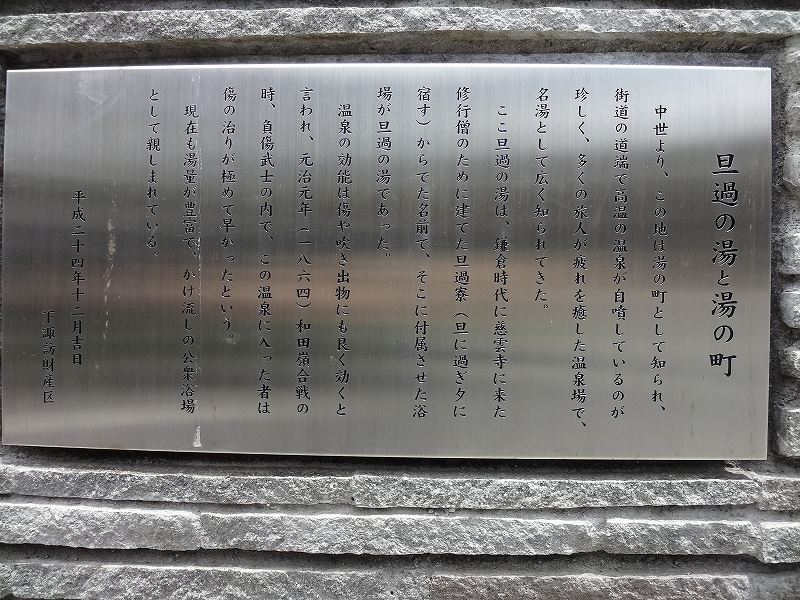 旦過の湯と湯の町
中世より、この地は湯の町として知られ、
街道の道端で高温の温泉が自噴しているのが
珍しく、多くの旅人が疲れを癒した温泉場で、
名湯として広く知られてきた。
ここ旦過の湯は、鎌倉時代に慈雲寺に来た
修行僧のために建てた旦過寮（旦に過ぎ夕に
宿す）からでた名前で、そこに付属させた浴
場が旦過の湯であった。
温泉の効能は傷や吹き出物にも良く効くと
言われ、元治元年（一八六四）和田嶺合戦の
時、負傷武士の内で、この温泉に入った者は
傷の治りが極めて早かったという。
現在も湯量が豊富で、かけ流しの公衆浴場
として親しまれている。
平成二十四年十二月吉日
下諏訪財産区